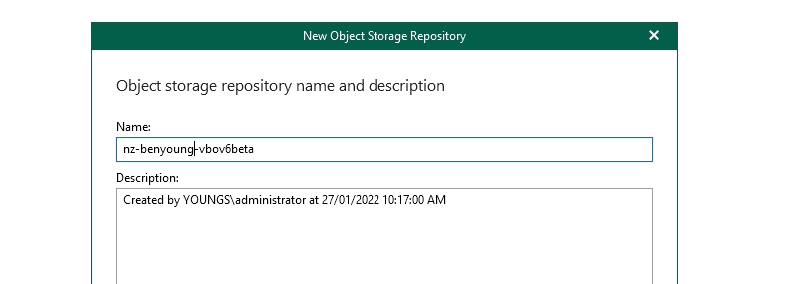 New Object Storage Repository
Object storage repository name and description
Name:
nz-benyoung-vbov6beta
Description:
Created by YOUNGS\administrator at 27/01/2022 10:17:00 AM